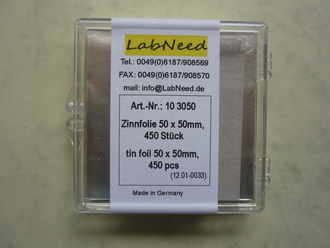 LabNeed
Tel.: 0049(0)6187/908569
FAX: 0049(0)6187/908570
mail: info@LabNeed.de
Art.-Nr.: 10 3050
Zinnfolie 50 x 50mm,
450 Stück
tin foil 50 x 50mm,
450 pcs
(12.01-0033)
Made in Germany